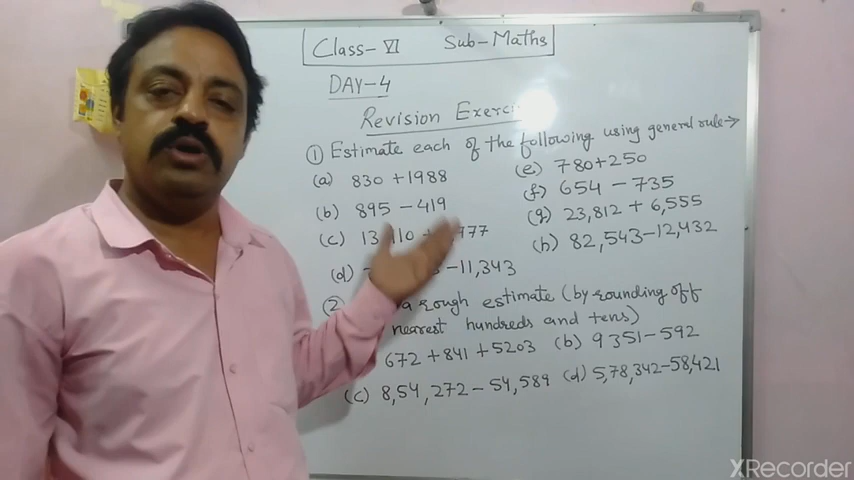 Class-VI Sub-Maths
DAY-4
Revision
① Estimate each of the following using general rule→
(a) 830 +1988
(b) 895 -419
(c)
(d) -11,343
(e) 780+250
(f) 654 - 735
(g) 23,812 + 6,555
(h) 82,543-12,432
② a rough estimate (by rounding off
nearest hundreds and tens)
672 +841 +5203 (b) 9351-592
(c) 8,54,272 - 54,589 (d) 5,78,342-58,421
XRecorder